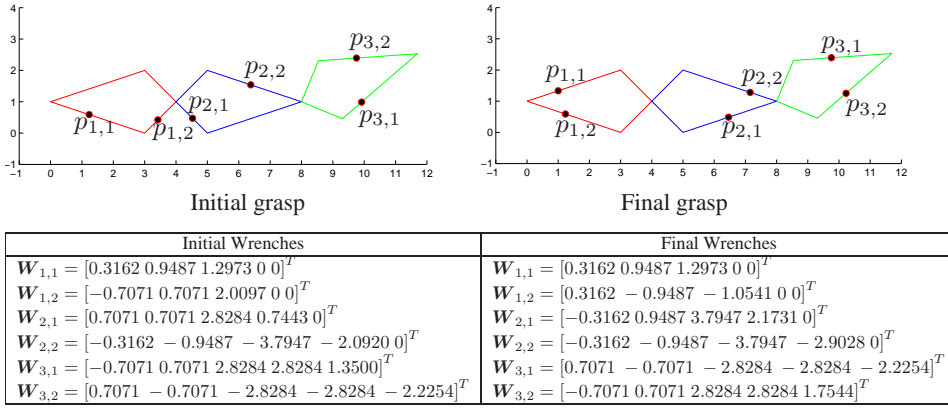 4
3
2
1
0
−1
−1 0 1 2 3 4 5 6 7 8 9 10 11 12
p1,1
p1,2
p2,1
p2,2
p3,2
p3,1
Initial grasp
4
3
2
1
0
−1
−1 0 1 2 3 4 5 6 7 8 9 10 11 12
p1,1
p1,2
p2,2
p2,1
p3,1
p3,2
Final grasp
Initial Wrenches Final Wrenches
W1,1 = [0.3162 0.9487 1.2973 0 0]^T W1,1 = [0.3162 0.9487 1.2973 0 0]^T
W1,2 = [−0.7071 0.7071 2.0097 0 0]^T W1,2 = [0.3162 − 0.9487 − 1.0541 0 0]^T
W2,1 = [0.7071 0.7071 2.8284 0.7443 0]^T W2,1 = [−0.3162 0.9487 3.7947 2.1731 0]^T
W2,2 = [−0.3162 − 0.9487 − 3.7947 − 2.0920 0]^T W2,2 = [−0.3162 − 0.9487 − 3.7947 − 2.9028 0]^T
W3,1 = [−0.7071 0.7071 2.8284 2.8284 1.3500]^T W3,1 = [0.7071 − 0.7071 − 2.8284 − 2.8284 − 2.2254]^T
W3,2 = [0.7071 − 0.7071 − 2.8284 − 2.8284 − 2.2254]^T W3,2 = [−0.7071 0.7071 2.8284 2.8284 1.7544]^T